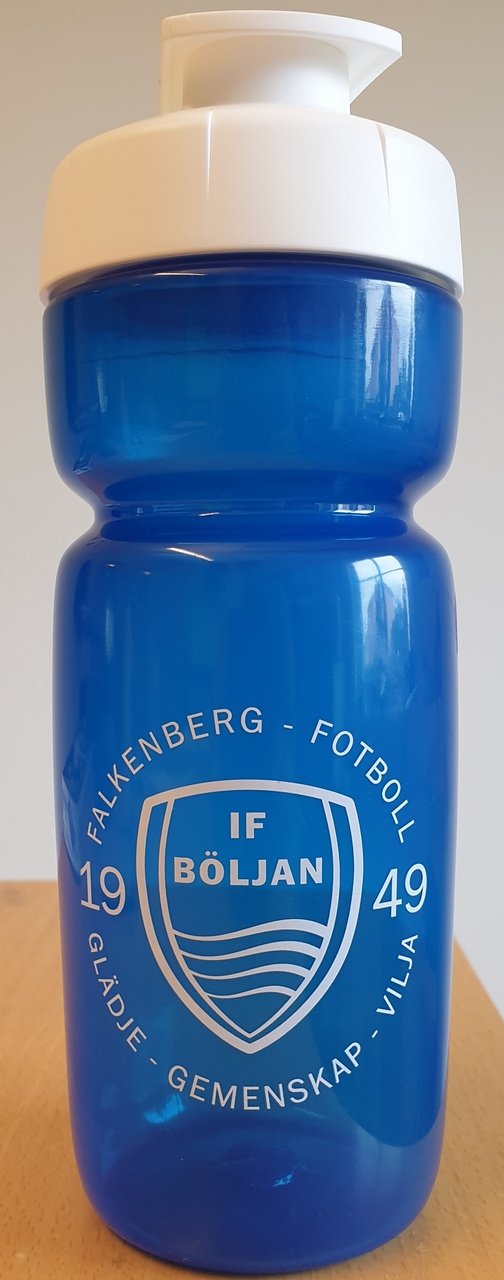 FALKENBERG - FOTBOLL
IF
BÖLJAN
19 49
GLÄDJE - GEMENSKAP - VILJA